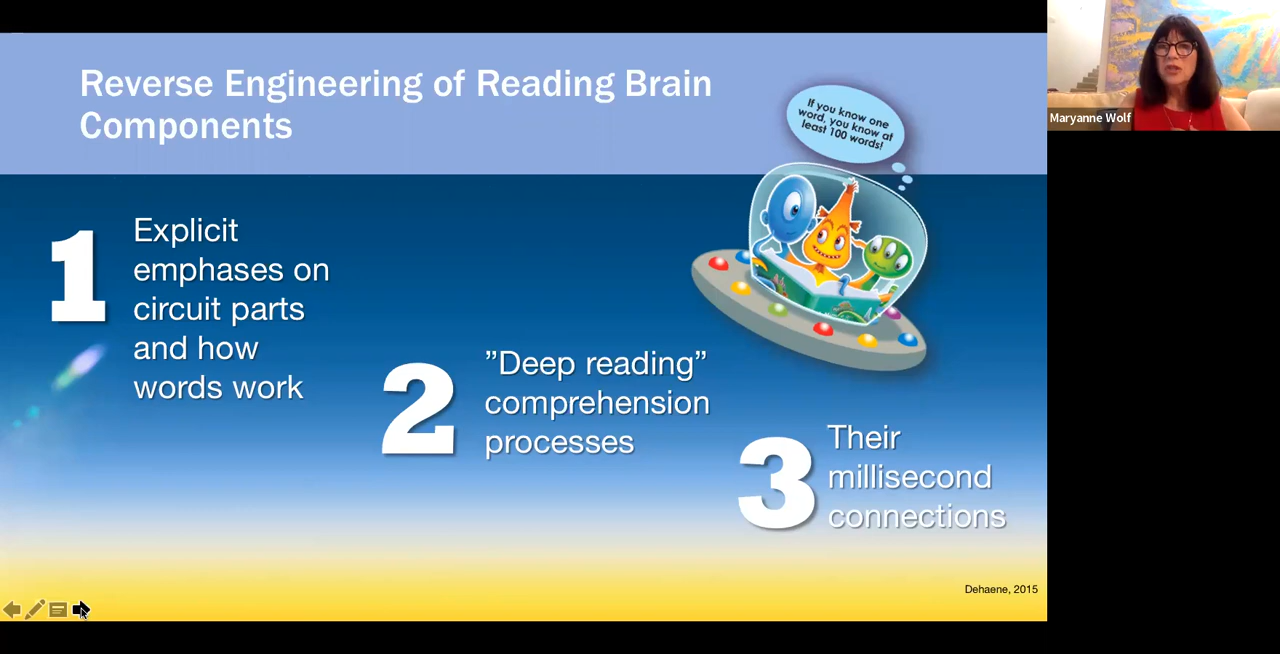 Reverse Engineering of Reading Brain
Components
If you know one
word, you know at
least 100 words!
1
Explicit
emphases on
circuit parts
and how
words work
2
”Deep reading”
comprehension
processes
3
Their
millisecond
connections
Dehaene, 2015
Maryanne Wolf